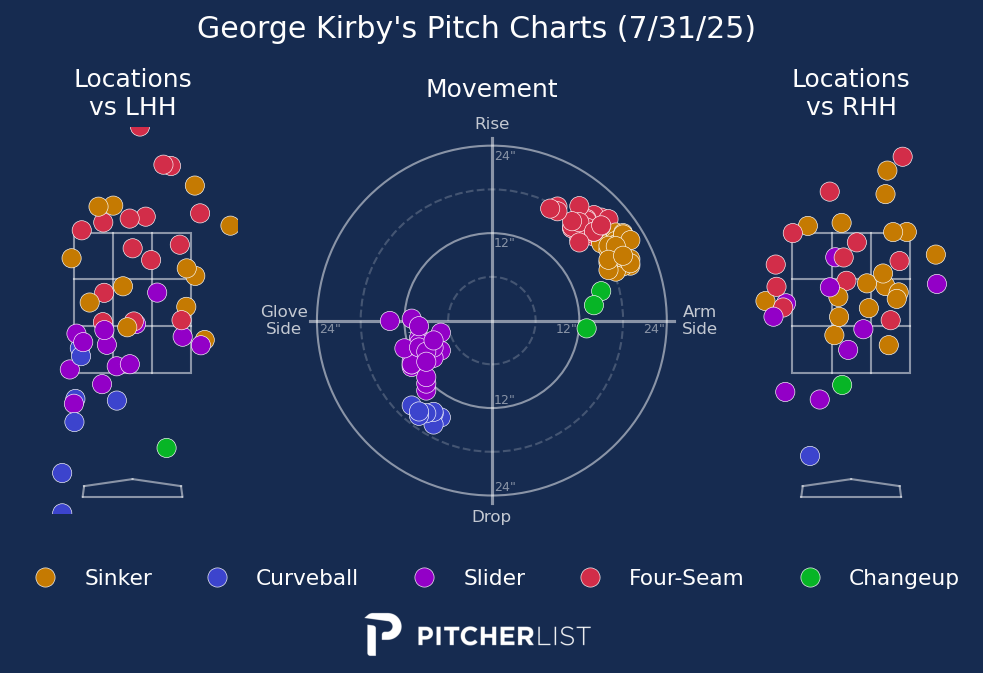 George Kirby's Pitch Charts (7/31/25)
Locations
vs LHH
Movement
Locations
vs RHH
Rise
24"
12"
Glove
Side
24"
12"
24"
Arm
Side
12"
24"
Drop
Sinker
Curveball
Slider
Four-Seam
Changeup
PITCHERLIST